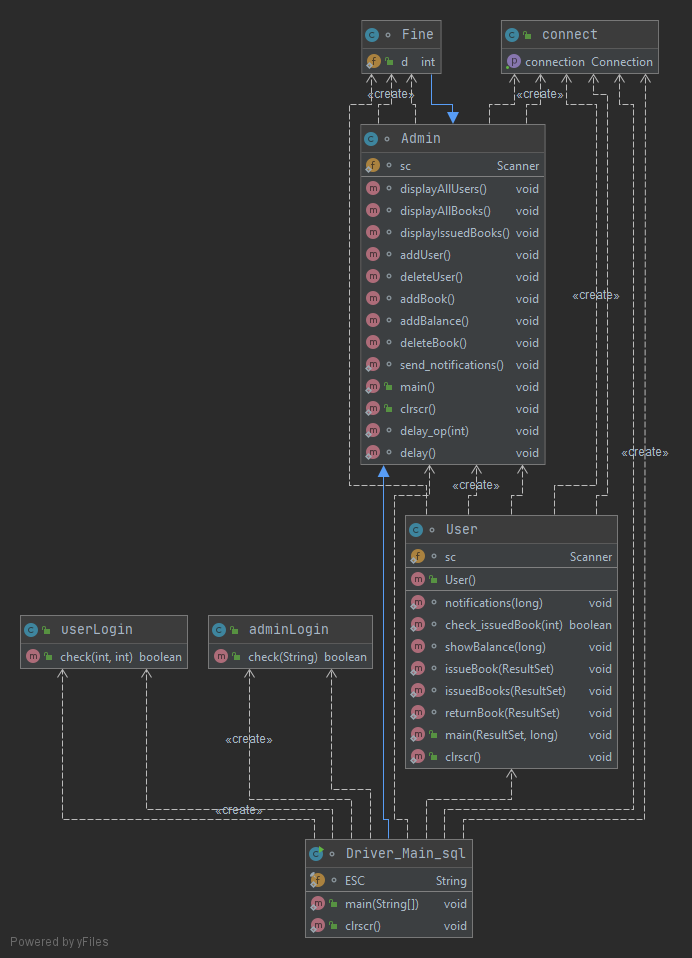 Fine
d int
connect
connection Connection
«create»
«create»
Admin
sc Scanner
displayAllUsers() void
displayAllBooks() void
displayIssuedBooks() void
addUser() void
deleteUser() void
addBook() void
addBalance() void
deleteBook() void
send_notifications() void
main() void
clrscr() void
delay_op(int) void
delay() void
«create»
«create»
«create»
User
sc Scanner
User()
notifications(long) void
check_issuedBook(int) boolean
showBalance(long) void
issueBook(ResultSet) void
issuedBooks(ResultSet) void
returnBook(ResultSet) void
main(ResultSet, long) void
clrscr() void
userLogin
check(int, int) boolean
adminLogin
check(String) boolean
«create»
«create»
Driver_Main_sql
ESC String
main(String[]) void
clrscr() void
Powered by yFiles